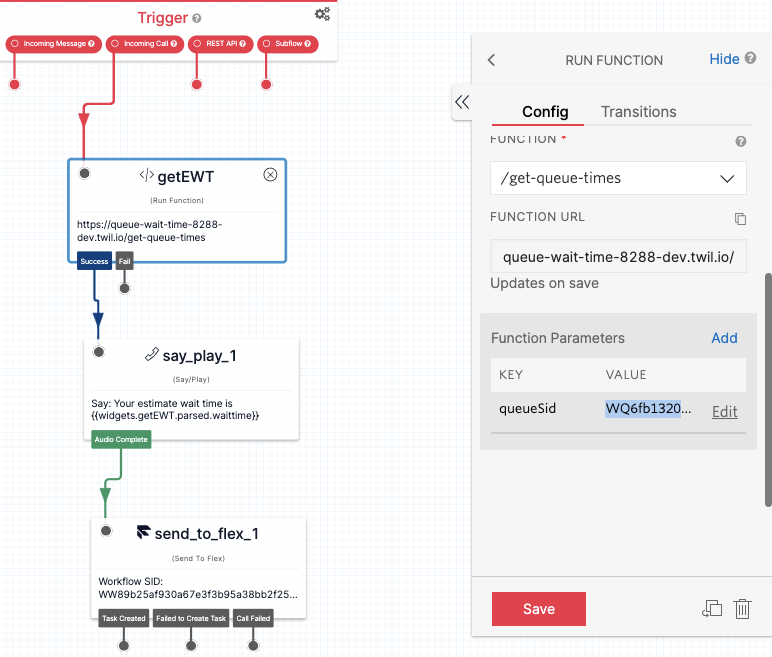 Trigger
Incoming Message
Incoming Call
REST API
Subflow
</> getEWT
(Run Function)
https://queue-wait-time-8288-
dev.twil.io/get-queue-times
Success
Fail
say_play_1
(Say/Play)
Say: Your estimate wait time is
{{widgets.getEWT.parsed.waittime}}
Audio Complete
send_to_flex_1
(Send To Flex)
Workflow SID:
WW89b25af930a67e3f3b95a38bb2f25...
Task Created
Failed to Create Task
Call Failed
RUN FUNCTION
Hide
Config
Transitions
FUNCTION *
/get-queue-times
FUNCTION URL
queue-wait-time-8288-dev.twil.io/
Updates on save
Function Parameters
Add
KEY
VALUE
queueSid
WQ6fb1320...
Edit
Save